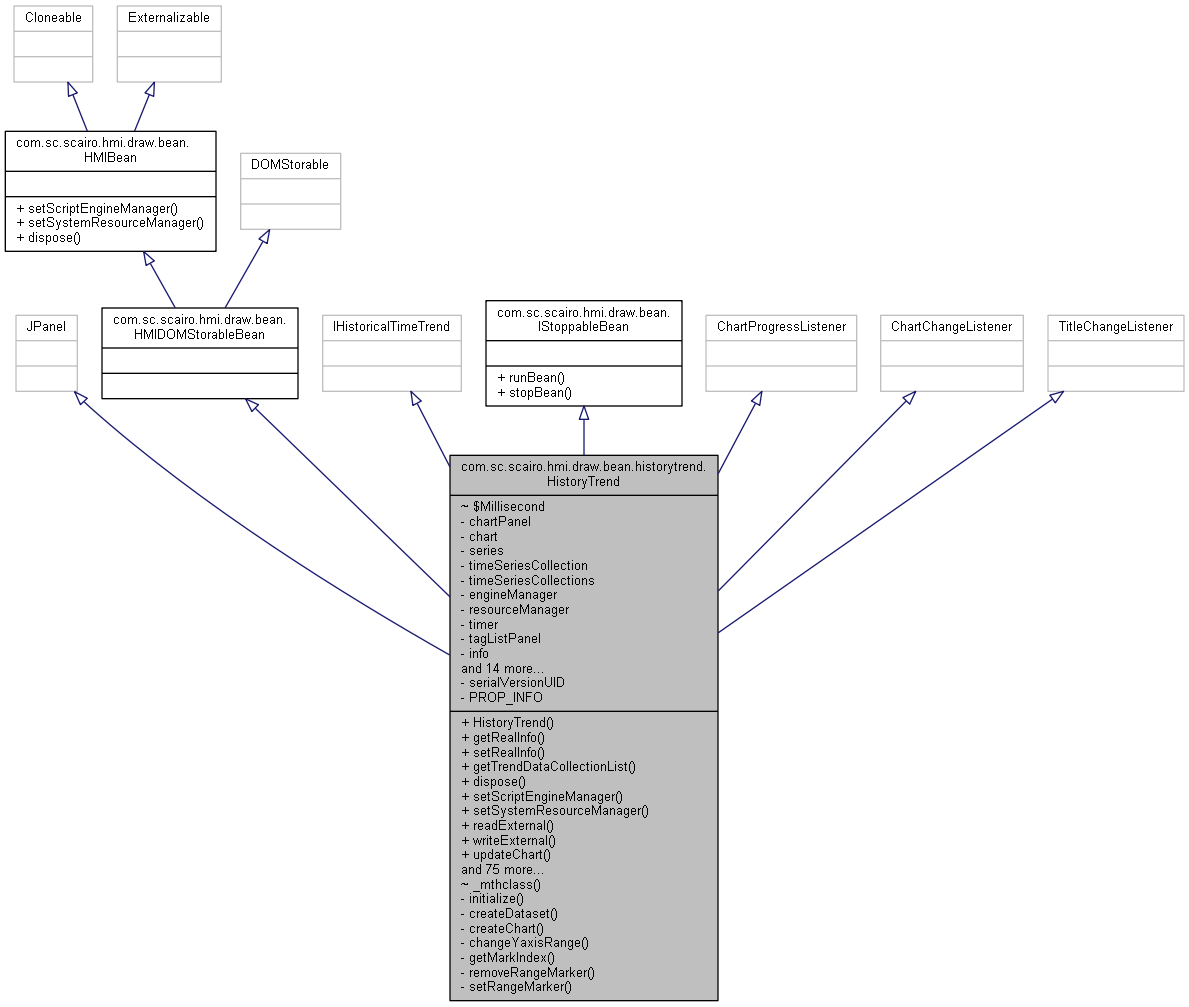 Cloneable
Externalizable
com.sc.scairo.hmi.draw.bean.
HMIBean
+ setScriptEngineManager()
+ setSystemResourceManager()
+ dispose()
DOMStorable
JPanel
com.sc.scairo.hmi.draw.bean.
HMIDOMStorableBean
IHistoricalTimeTrend
com.sc.scairo.hmi.draw.bean.
IStoppableBean
+ runBean()
+ stopBean()
ChartProgressListener
ChartChangeListener
TitleChangeListener
com.sc.scairo.hmi.draw.bean.historytrend.
HistoryTrend
~ $Millisecond
- chartPanel
- chart
- series
- timeSeriesCollection
- timeSeriesCollections
- engineManager
- resourceManager
- timer
- tagListPanel
- info
and 14 more...
- serialVersionUID
- PROP_INFO
+ HistoryTrend()
+ getRealInfo()
+ setRealInfo()
+ getTrendDataCollectionList()
+ dispose()
+ setScriptEngineManager()
+ setSystemResourceManager()
+ readExternal()
+ writeExternal()
+ updateChart()
and 75 more...
~ _mthclass()
- initialize()
- createDataset()
- createChart()
- changeYaxisRange()
- getMarkIndex()
- removeRangeMarker()
- setRangeMarker()